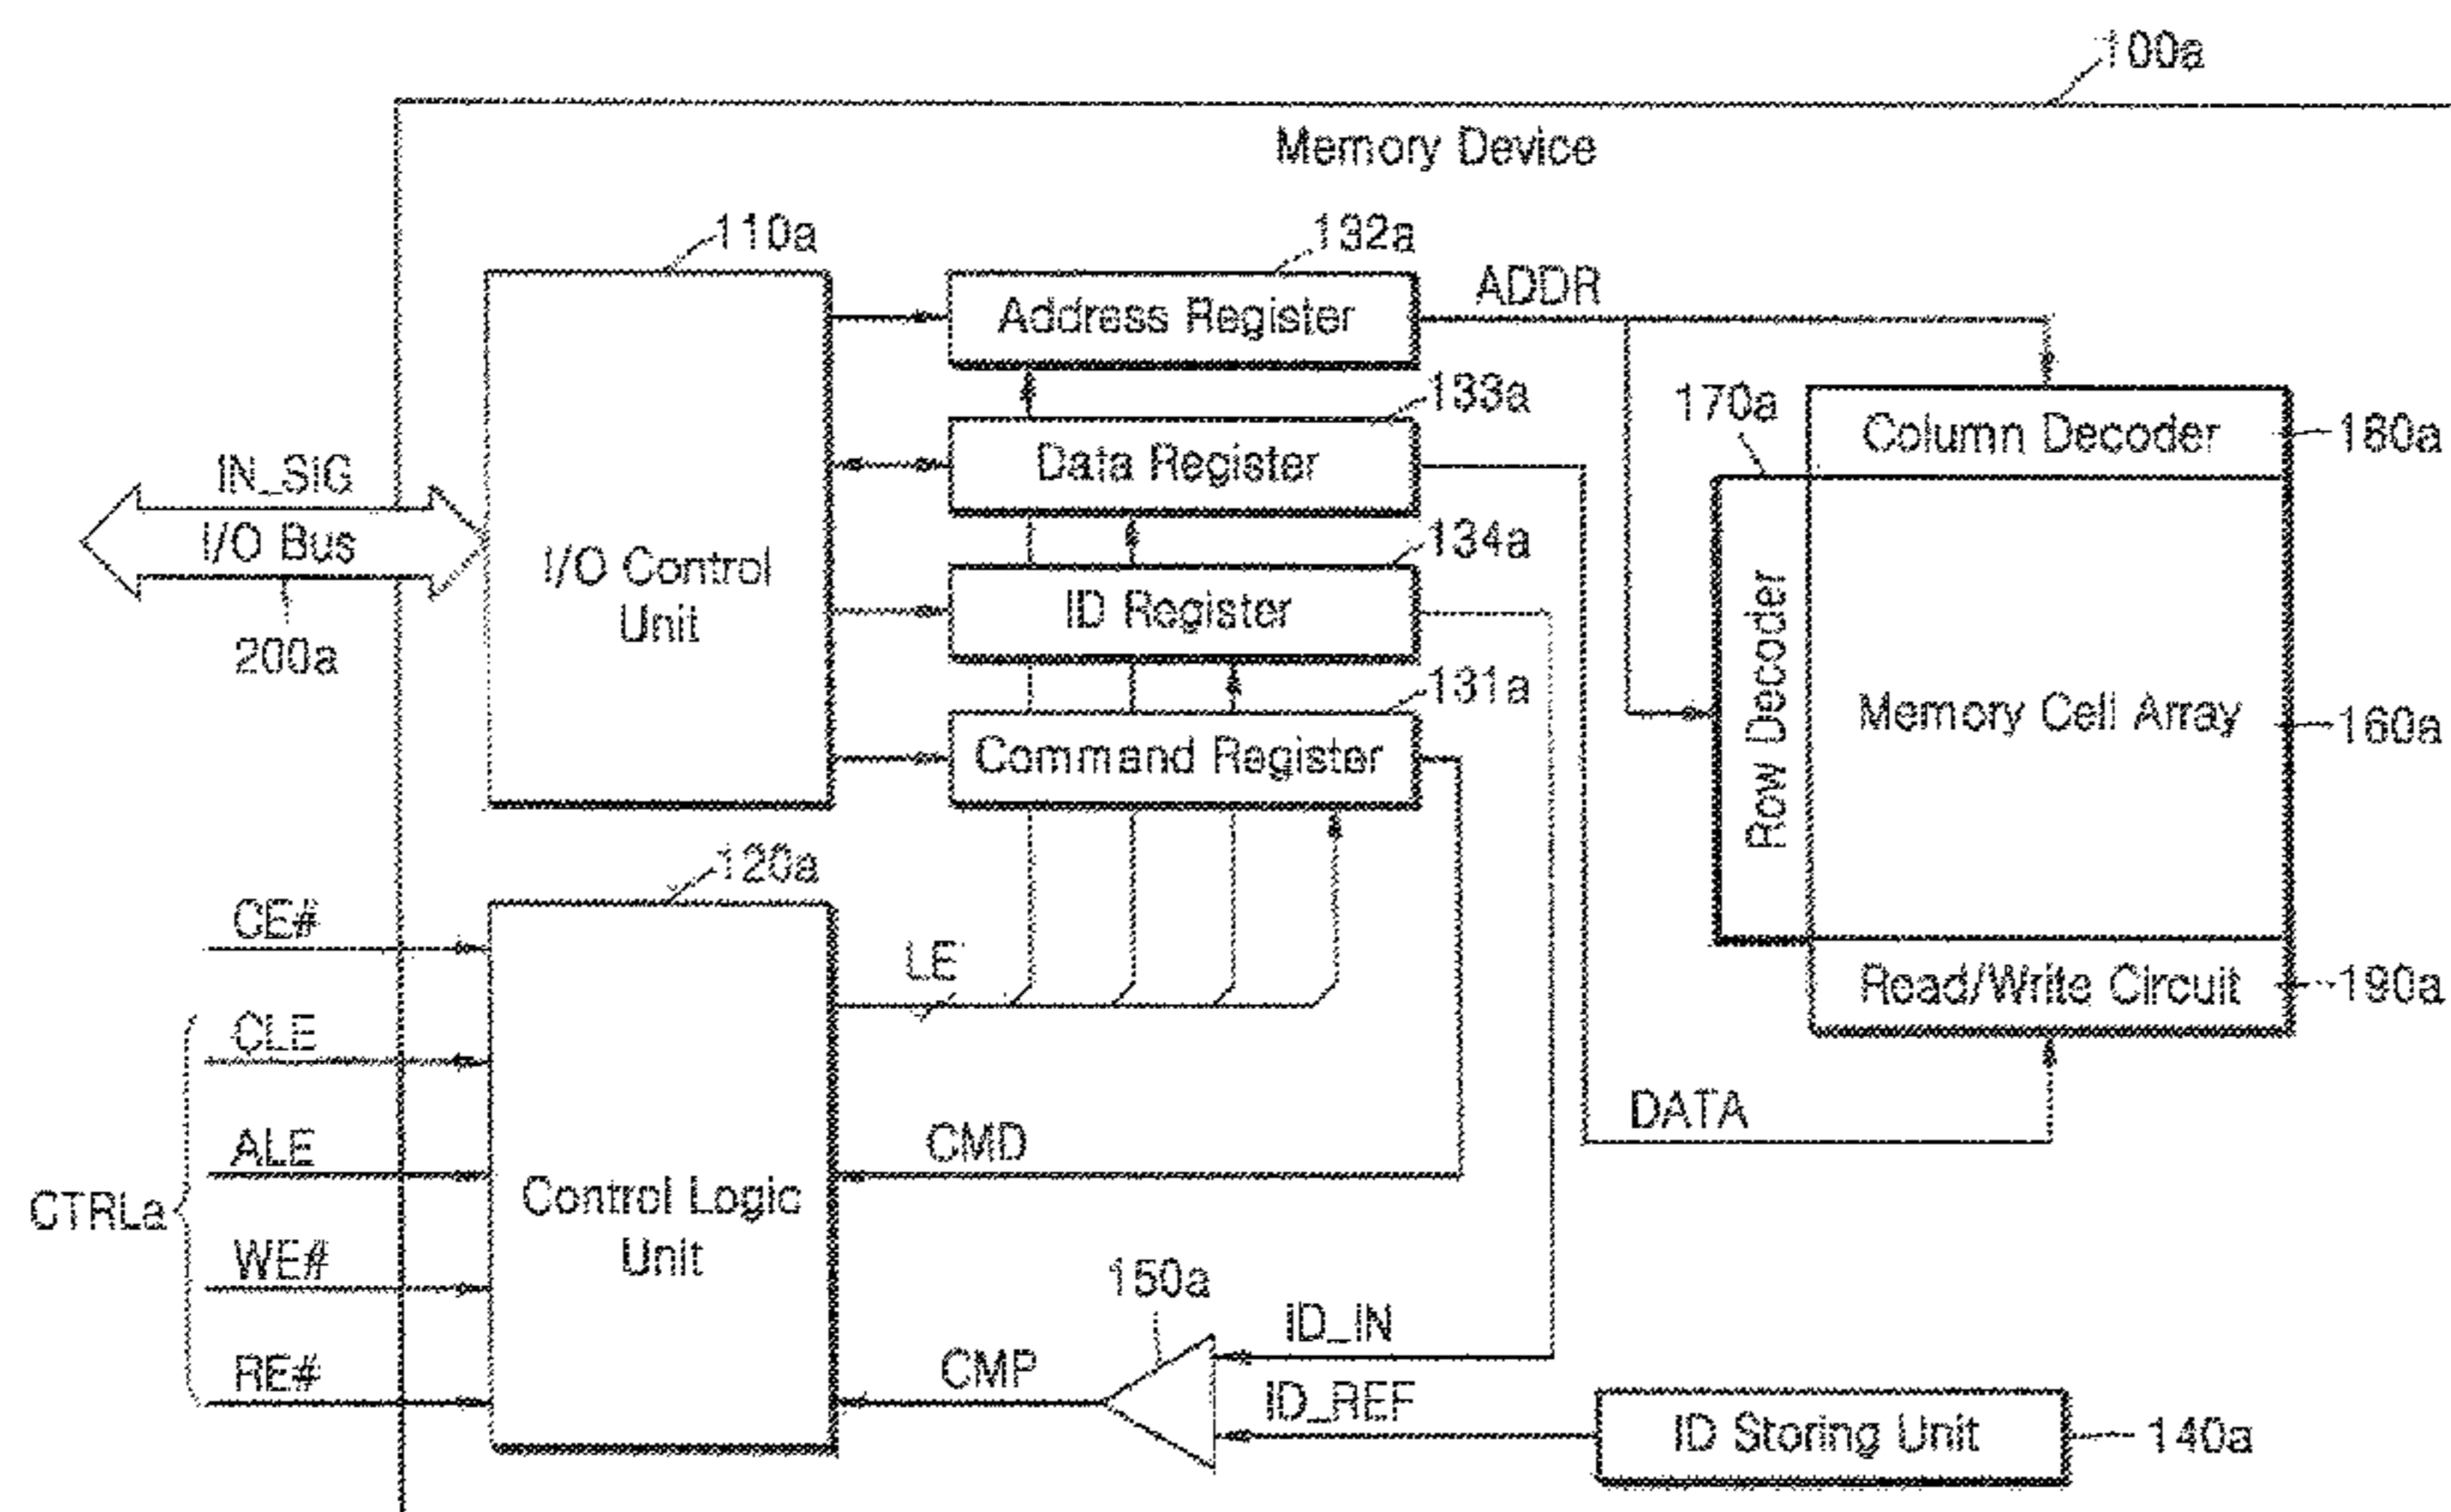 100a
Memory Device
110a
132a
Address Register
ADDR
133a
170a
Data Register
Column Decoder
180a
IN_SIG
I/O Bus
200a
I/O Control
Unit
134a
ID Register
131a
Command Register
Row Decoder
Memory Cell Array
160a
120a
CE#
LE
Read/Write Circuit
190a
CLE
DATA
ALE
CMD
CTRLa
Control Logic
Unit
WE#
150a
ID_IN
RE#
CMP
ID_REF
ID Storing Unit
140a